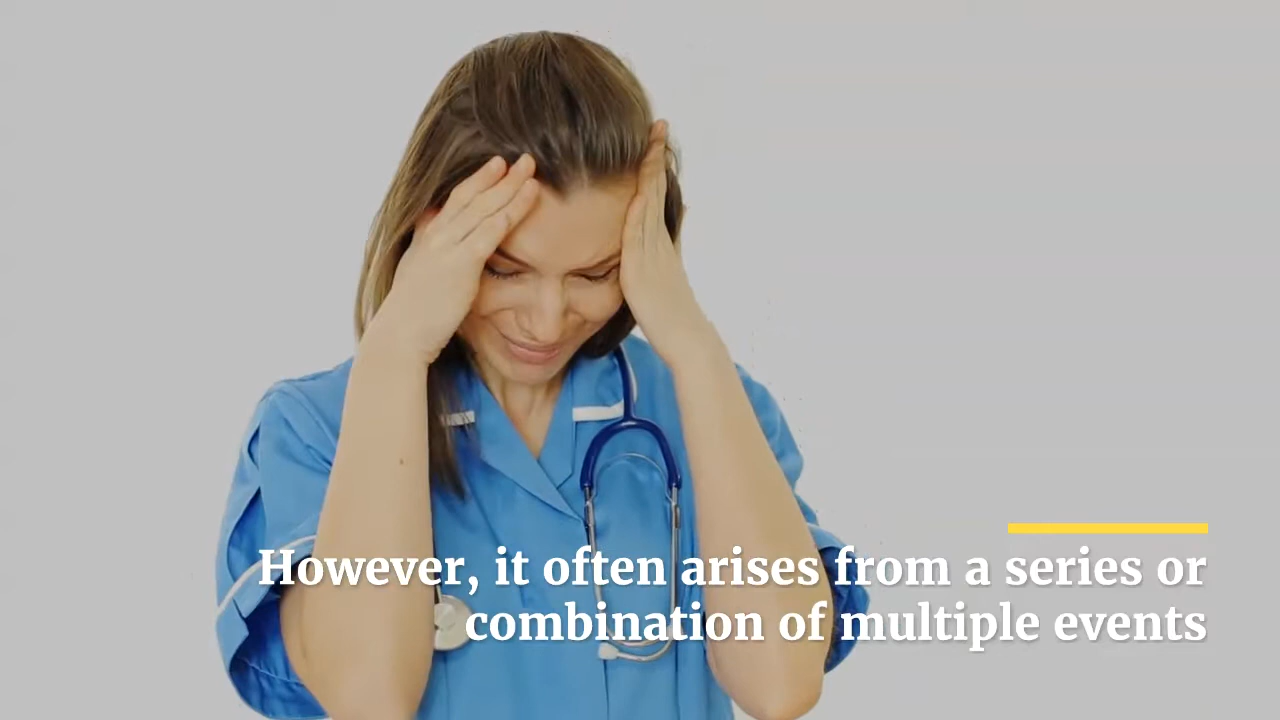 However, it often arises from a series or
combination of multiple events